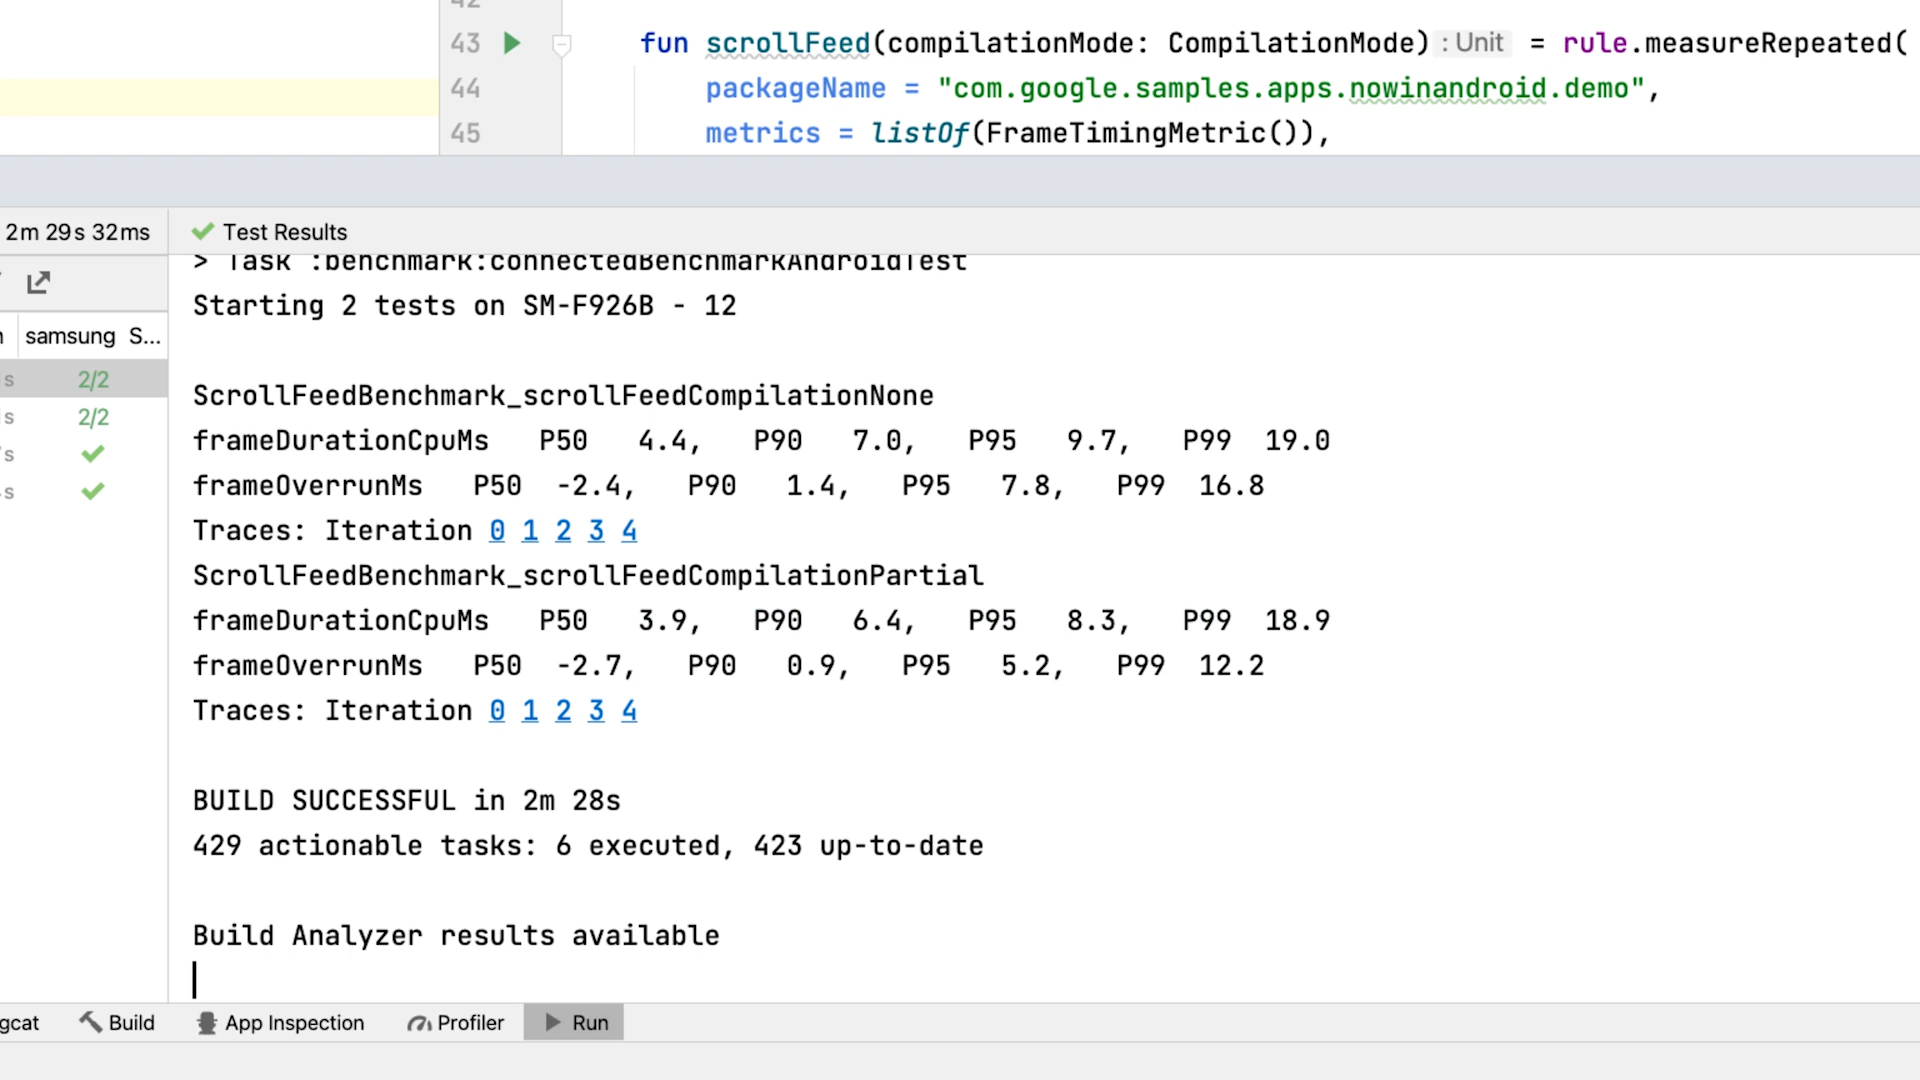 42
43 fun scrollFeed(compilationMode: CompilationMode) : Unit = rule.measureRepeated(
44 packageName = "com.google.samples.apps.nowinandroid.demo",
45 metrics = listOf(FrameTimingMetric()),
2m 29s 32ms
Test Results
> Task :benchmark:connectedBenchmarkAndroidTest
Starting 2 tests on SM-F926B - 12
samsung S...
s 2/2
s 2/2
s
s
ScrollFeedBenchmark_scrollFeedCompilationNone
frameDurationCpuMs P50 4.4, P90 7.0, P95 9.7, P99 19.0
frameOverrunMs P50 -2.4, P90 1.4, P95 7.8, P99 16.8
Traces: Iteration 0 1 2 3 4
ScrollFeedBenchmark_scrollFeedCompilationPartial
frameDurationCpuMs P50 3.9, P90 6.4, P95 8.3, P99 18.9
frameOverrunMs P50 -2.7, P90 0.9, P95 5.2, P99 12.2
Traces: Iteration 0 1 2 3 4
BUILD SUCCESSFUL in 2m 28s
429 actionable tasks: 6 executed, 423 up-to-date
Build Analyzer results available
gcat Build App Inspection Profiler Run